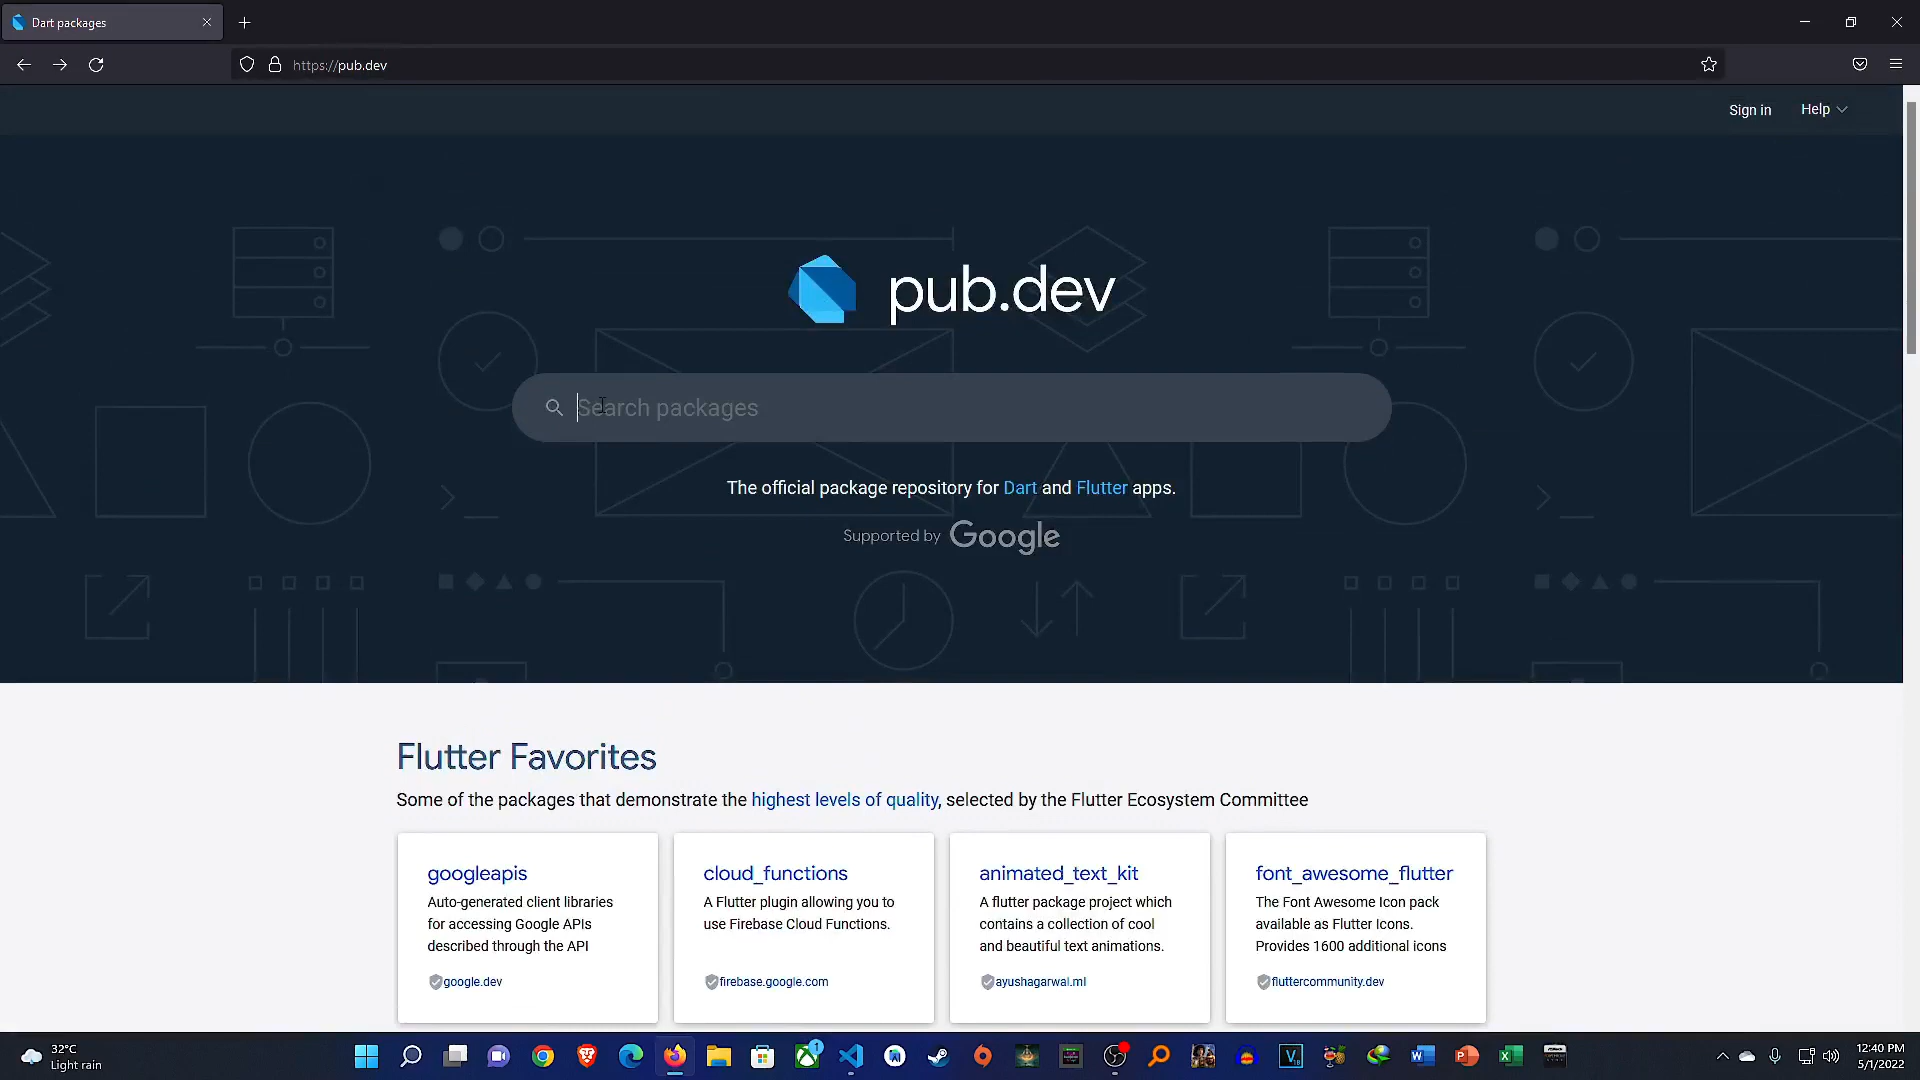 Dart packages
https://pub.dev
Sign in
Help
pub.dev
Search packages
The official package repository for Dart and Flutter apps.
Supported by Google
Flutter Favorites
Some of the packages that demonstrate the highest levels of quality, selected by the Flutter Ecosystem Committee
googleapis
Auto-generated client libraries
for accessing Google APIs
described through the API
google.dev
cloud_functions
A Flutter plugin allowing you to
use Firebase Cloud Functions.
firebase.google.com
animated_text_kit
A flutter package project which
contains a collection of cool
and beautiful text animations.
ayushagarwal.ml
font_awesome_flutter
The Font Awesome Icon pack
available as Flutter Icons.
Provides 1600 additional icons
fluttercommunity.dev
32°C
Light rain
1
12:40 PM
5/1/2022